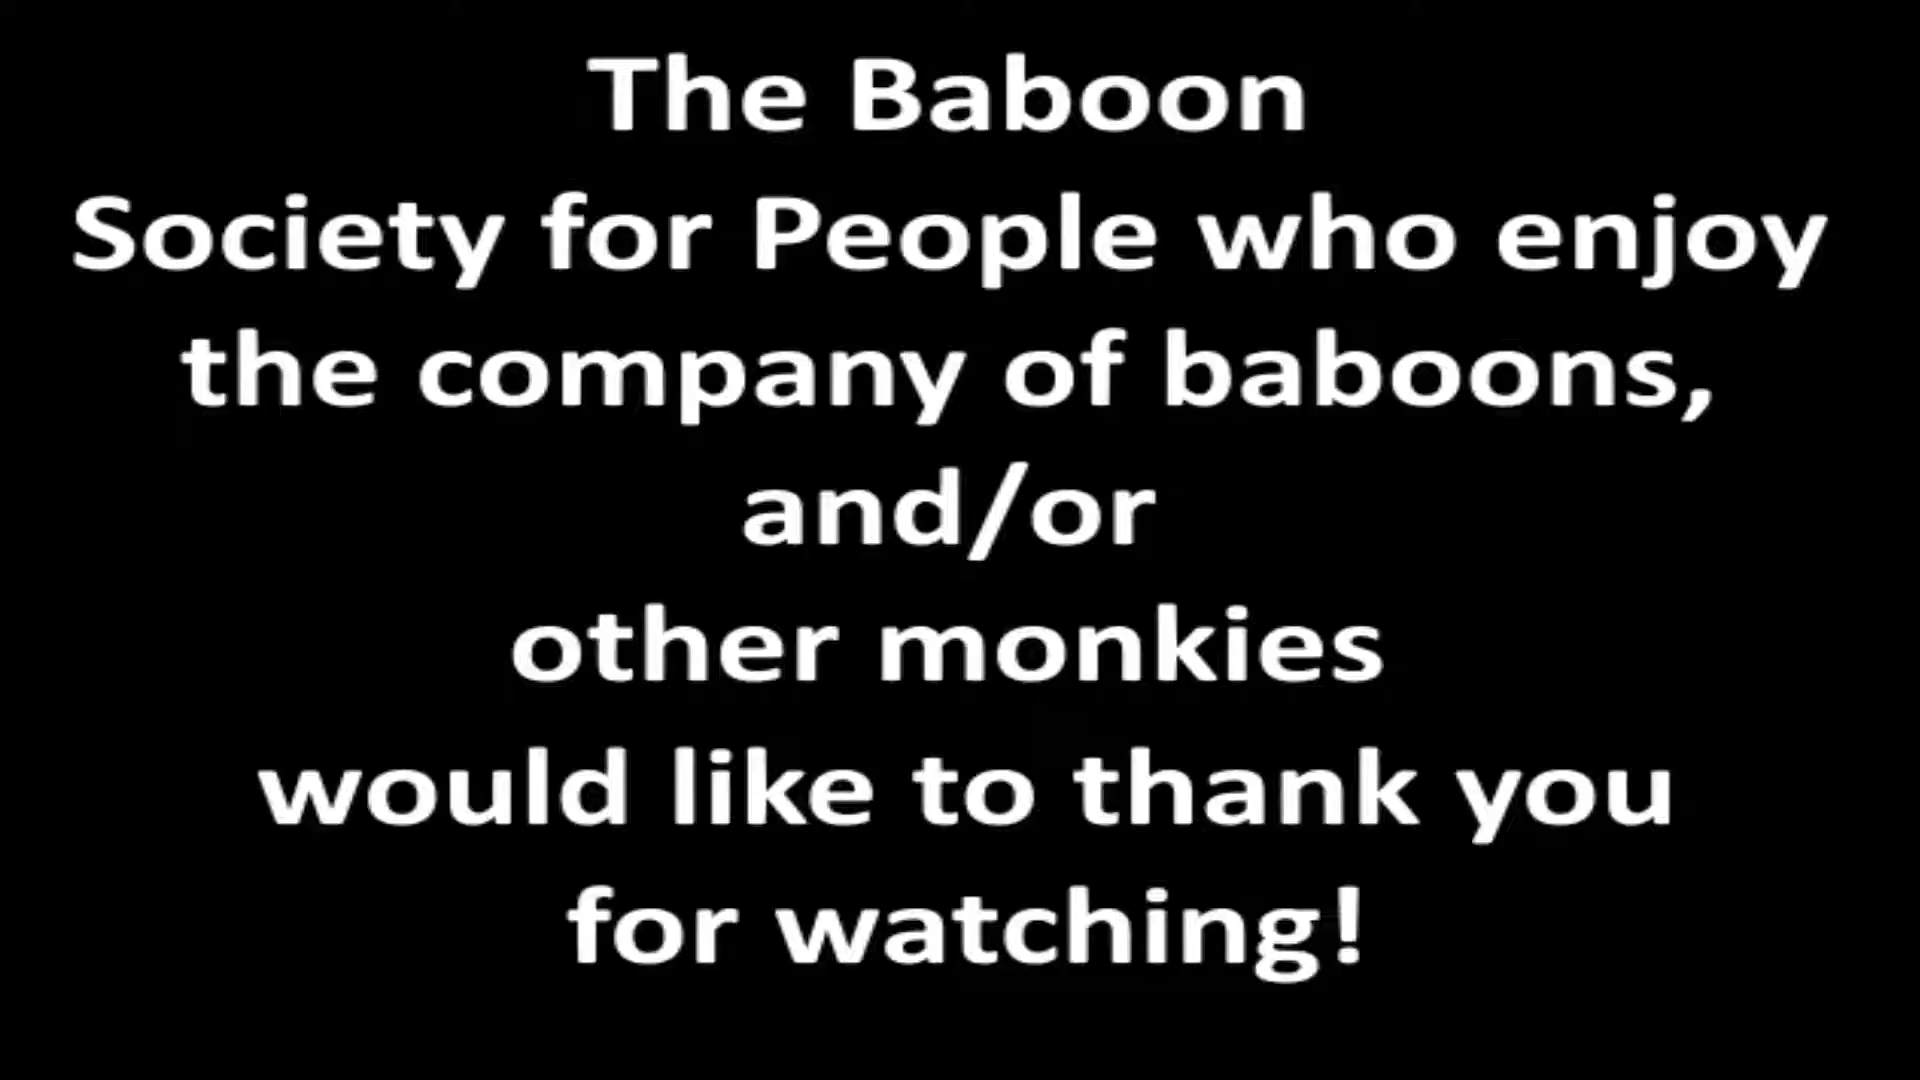 The Baboon
Society for People who enjoy
the company of baboons,
and/or
other monkies
would like to thank you
for watching!